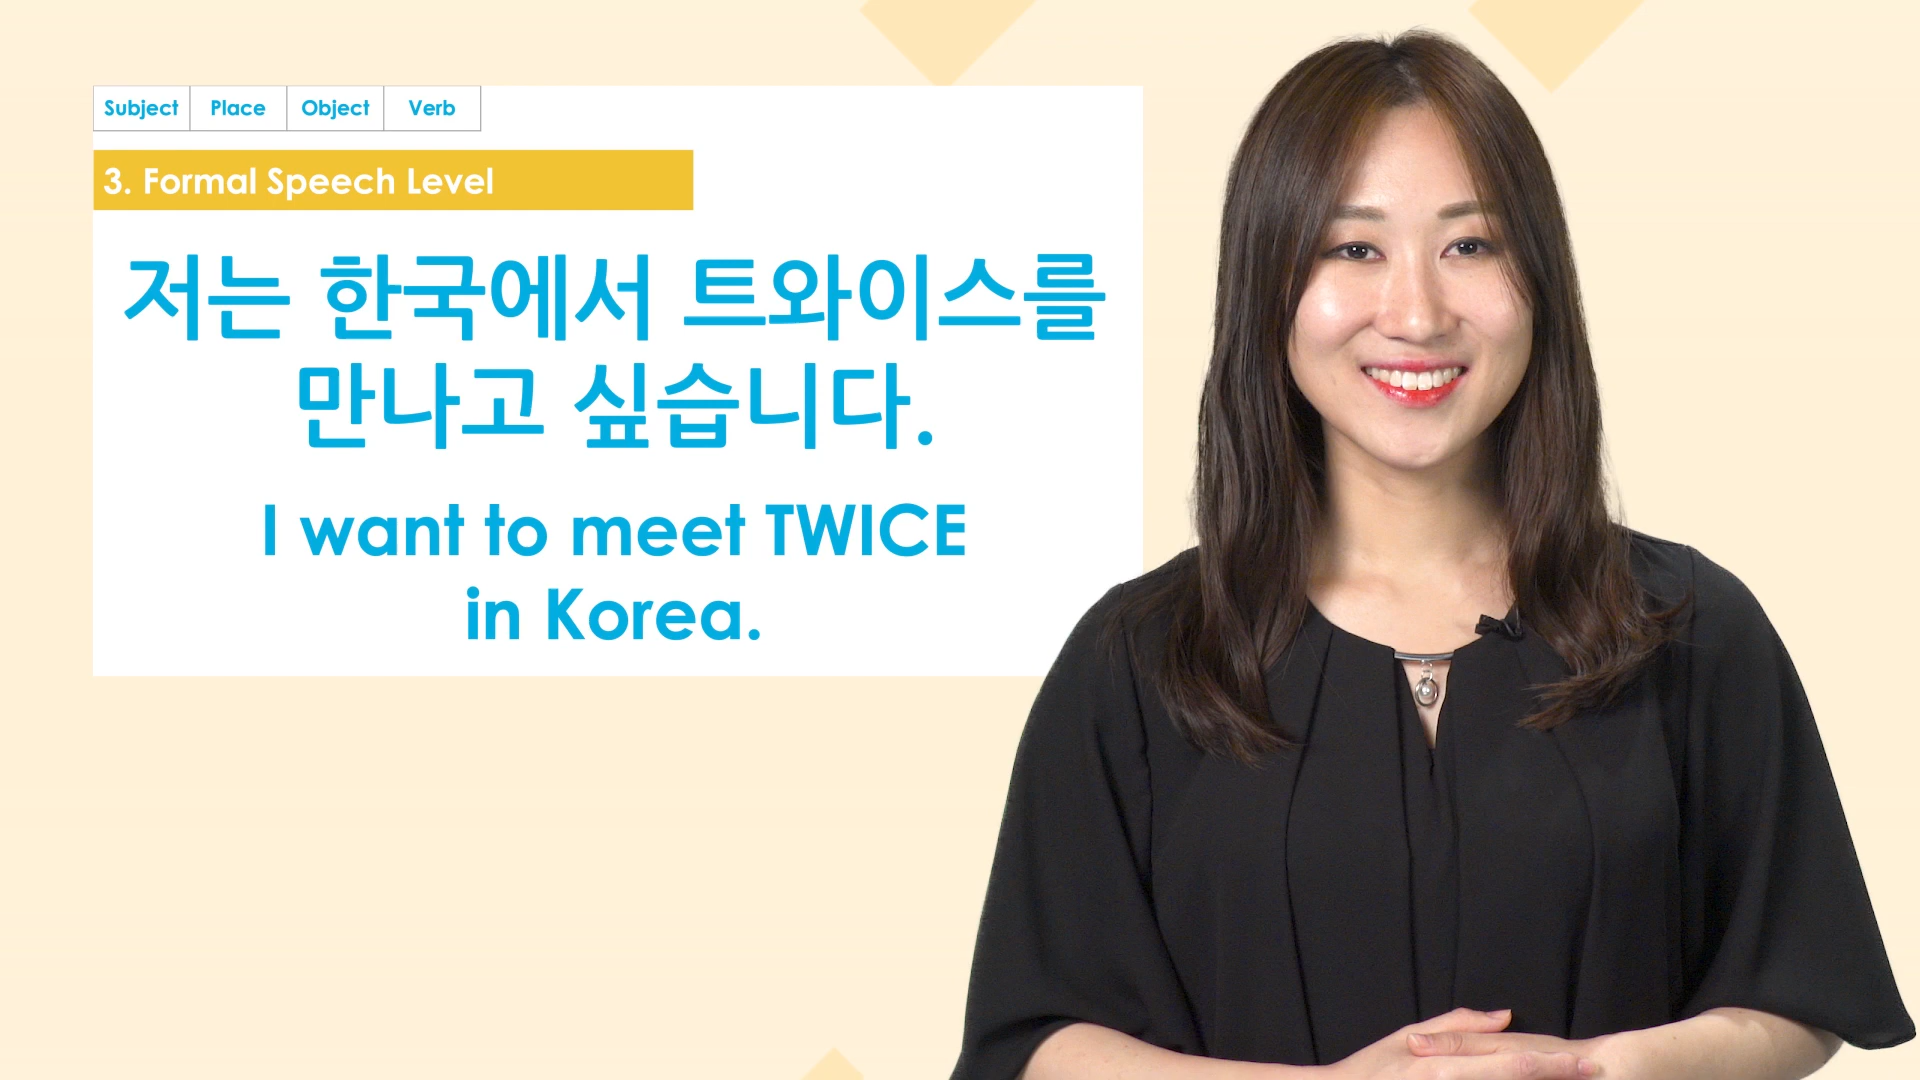 Subject Place Object Verb
3. Formal Speech Level
저는 한국에서 트와이스를
만나고 싶습니다.
I want to meet TWICE
in Korea.